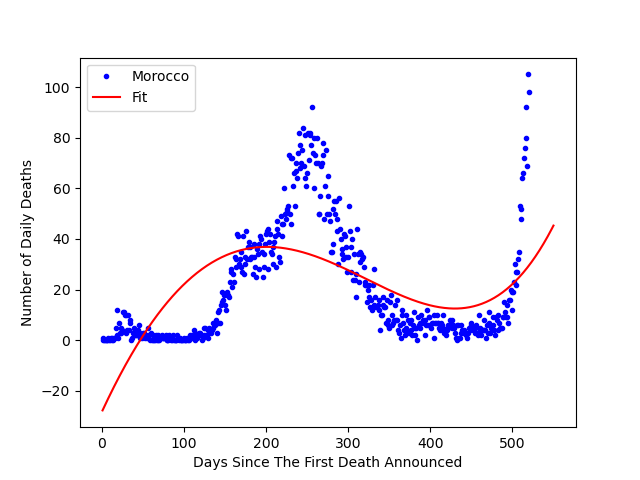 Morocco
Fit
100
80
60
40
20
0
−20
Number of Daily Deaths
0 100 200 300 400 500
Days Since The First Death Announced